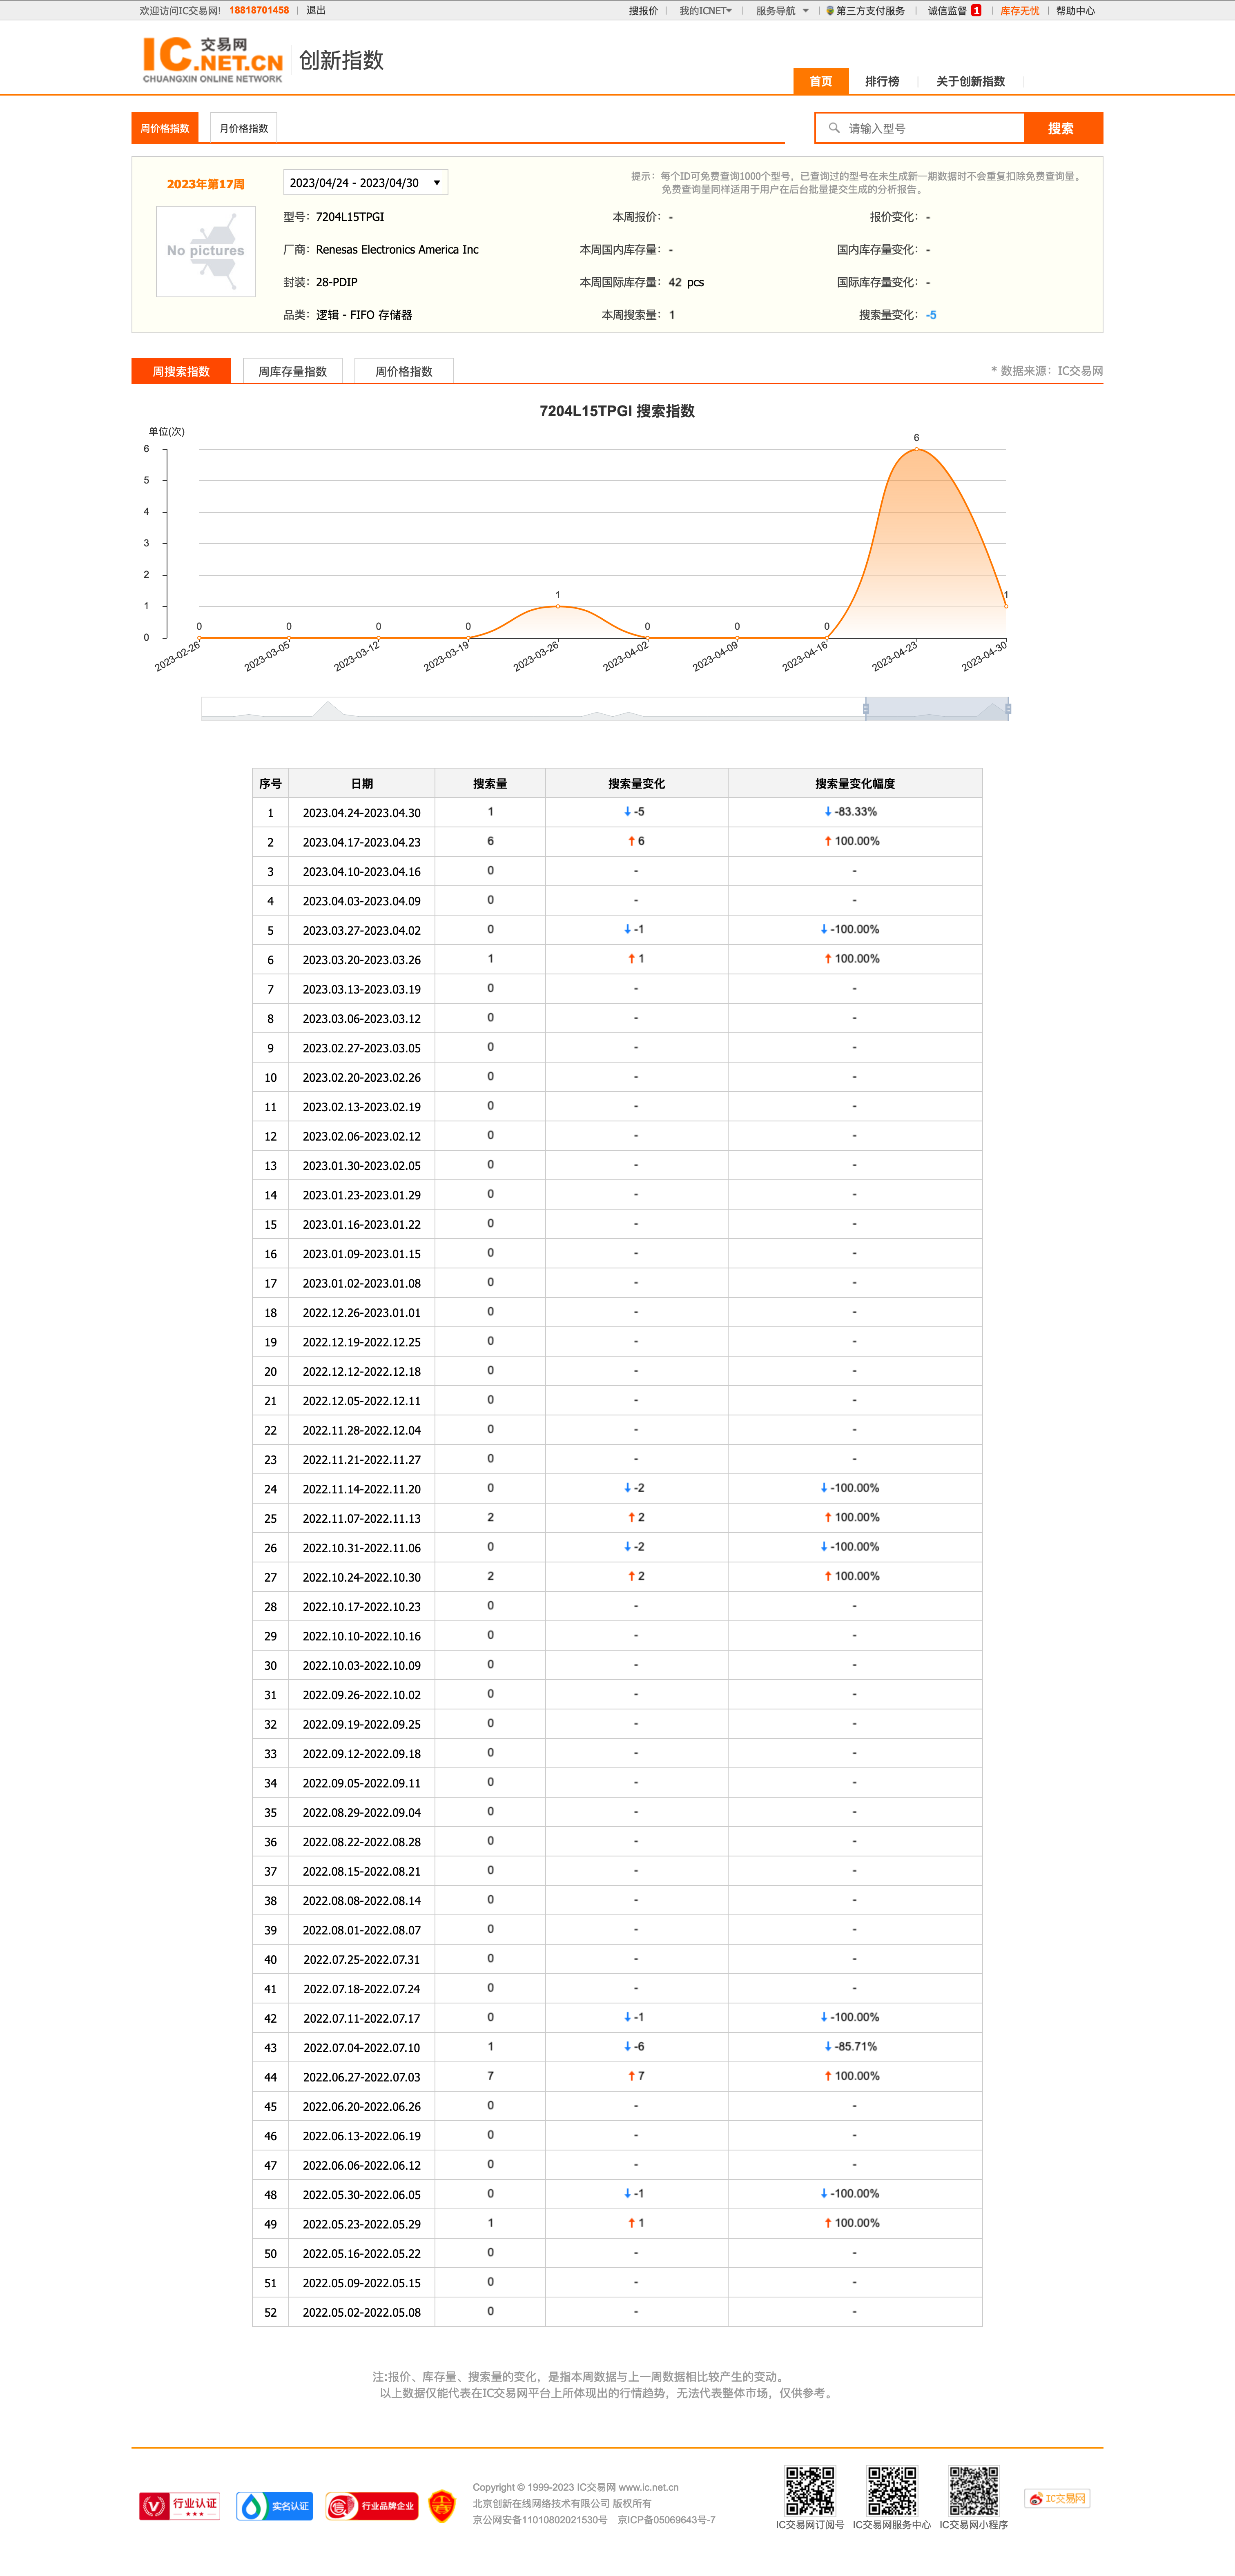 欢迎访问IC交易网! 18818701458 | 退出 搜报价 | 我的ICNET | 服务导航 | 第三方支付服务 | 诚信监督 1 | 库存无忧 | 帮助中心
IC交易网
.NET.CN
CHUANGXIN ONLINE NETWORK
创新指数
首页 排行榜 关于创新指数
周价格指数 月价格指数 请输入型号 搜索
2023年第17周 2023/04/24 - 2023/04/30 提示：每个ID可免费查询1000个型号，已查询过的型号在未生成新一期数据时不会重复扣除免费查询量。
免费查询量同样适用于用户在后台批量提交生成的分析报告。
No pictures
型号：7204L15TPGI 本周报价：- 报价变化：-
厂商：Renesas Electronics America Inc 本周国内库存量：- 国内库存量变化：-
封装：28-PDIP 本周国际库存量：42 pcs 国际库存量变化：-
品类：逻辑 - FIFO 存储器 本周搜索量：1 搜索量变化：-5
周搜索指数 周库存量指数 周价格指数 * 数据来源：IC交易网
7204L15TPGI 搜索指数
单位(次)
6
5
4
3
2
1
0
0 0 0 0 1 0 0 0 6 1
2023-02-26 2023-03-05 2023-03-12 2023-03-19 2023-03-26 2023-04-02 2023-04-09 2023-04-16 2023-04-23 2023-04-30
序号 日期 搜索量 搜索量变化 搜索量变化幅度
1 2023.04.24-2023.04.30 1 ↓-5 ↓-83.33%
2 2023.04.17-2023.04.23 6 ↑6 ↑100.00%
3 2023.04.10-2023.04.16 0 - -
4 2023.04.03-2023.04.09 0 - -
5 2023.03.27-2023.04.02 0 ↓-1 ↓-100.00%
6 2023.03.20-2023.03.26 1 ↑1 ↑100.00%
7 2023.03.13-2023.03.19 0 - -
8 2023.03.06-2023.03.12 0 - -
9 2023.02.27-2023.03.05 0 - -
10 2023.02.20-2023.02.26 0 - -
11 2023.02.13-2023.02.19 0 - -
12 2023.02.06-2023.02.12 0 - -
13 2023.01.30-2023.02.05 0 - -
14 2023.01.23-2023.01.29 0 - -
15 2023.01.16-2023.01.22 0 - -
16 2023.01.09-2023.01.15 0 - -
17 2023.01.02-2023.01.08 0 - -
18 2022.12.26-2023.01.01 0 - -
19 2022.12.19-2022.12.25 0 - -
20 2022.12.12-2022.12.18 0 - -
21 2022.12.05-2022.12.11 0 - -
22 2022.11.28-2022.12.04 0 - -
23 2022.11.21-2022.11.27 0 - -
24 2022.11.14-2022.11.20 0 ↓-2 ↓-100.00%
25 2022.11.07-2022.11.13 2 ↑2 ↑100.00%
26 2022.10.31-2022.11.06 0 ↓-2 ↓-100.00%
27 2022.10.24-2022.10.30 2 ↑2 ↑100.00%
28 2022.10.17-2022.10.23 0 - -
29 2022.10.10-2022.10.16 0 - -
30 2022.10.03-2022.10.09 0 - -
31 2022.09.26-2022.10.02 0 - -
32 2022.09.19-2022.09.25 0 - -
33 2022.09.12-2022.09.18 0 - -
34 2022.09.05-2022.09.11 0 - -
35 2022.08.29-2022.09.04 0 - -
36 2022.08.22-2022.08.28 0 - -
37 2022.08.15-2022.08.21 0 - -
38 2022.08.08-2022.08.14 0 - -
39 2022.08.01-2022.08.07 0 - -
40 2022.07.25-2022.07.31 0 - -
41 2022.07.18-2022.07.24 0 - -
42 2022.07.11-2022.07.17 0 ↓-1 ↓-100.00%
43 2022.07.04-2022.07.10 1 ↓-6 ↓-85.71%
44 2022.06.27-2022.07.03 7 ↑7 ↑100.00%
45 2022.06.20-2022.06.26 0 - -
46 2022.06.13-2022.06.19 0 - -
47 2022.06.06-2022.06.12 0 - -
48 2022.05.30-2022.06.05 0 ↓-1 ↓-100.00%
49 2022.05.23-2022.05.29 1 ↑1 ↑100.00%
50 2022.05.16-2022.05.22 0 - -
51 2022.05.09-2022.05.15 0 - -
52 2022.05.02-2022.05.08 0 - -
注:报价、库存量、搜索量的变化，是指本周数据与上一周数据相比较产生的变动。
以上数据仅能代表在IC交易网平台上所体现出的行情趋势，无法代表整体市场，仅供参考。
行业认证 实名认证 行业品牌企业
Copyright © 1999-2023 IC交易网 www.ic.net.cn
北京创新在线网络技术有限公司 版权所有
京公网安备11010802021530号 京ICP备05069643号-7
IC交易网订阅号 IC交易网服务中心 IC交易网小程序
IC交易网